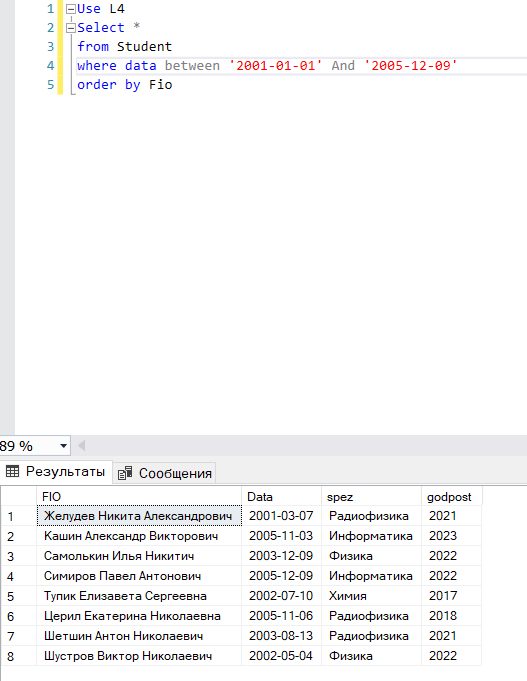 1 Use L4
2 Select *
3 from Student
4 where data between '2001-01-01' And '2005-12-09'
5 order by Fio
89 %
Результаты Сообщения
FIO Data spez godpost
1 Желудев Никита Александрович 2001-03-07 Радиофизика 2021
2 Кашин Александр Викторович 2005-11-03 Информатика 2023
3 Самолькин Илья Никитич 2003-12-09 Физика 2022
4 Симиров Павел Антонович 2005-12-09 Информатика 2022
5 Тупик Елизавета Сергеевна 2002-07-10 Химия 2017
6 Церил Екатерина Николаевна 2005-11-06 Радиофизика 2018
7 Шетшин Антон Николаевич 2003-08-13 Радиофизика 2021
8 Шустров Виктор Николаевич 2002-05-04 Физика 2022